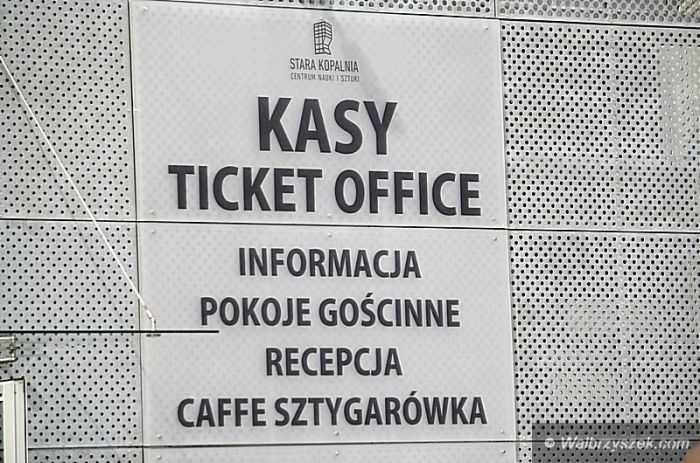 STARA KOPALNIA
CENTRUM NAUKI I SZTUKI
KASY
TICKET OFFICE
INFORMACJA
POKOJE GOŚCINNE
RECEPCJA
CAFFE SZTYGARÓWKA
© Walbrzyszek.com